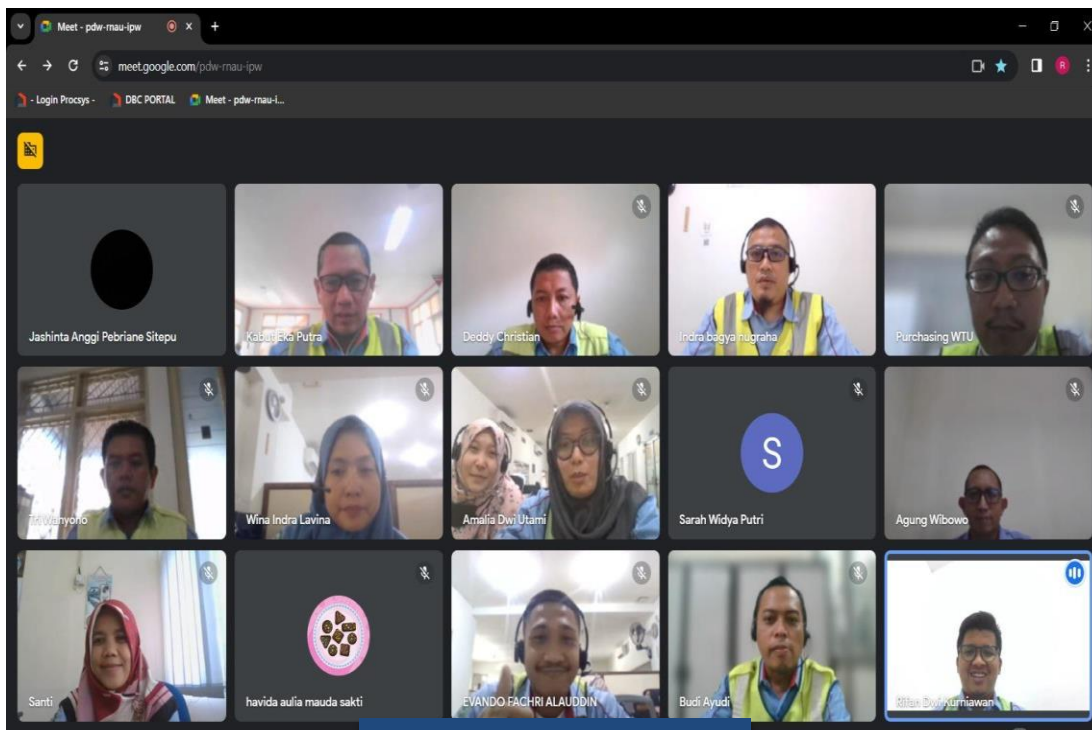 Meet - pdw-rnau-ipw
meet.google.com/pdw-rnau-ipw
R
- Login Procsys -
DBC PORTAL
Meet - pdw-rnau-i...
Jashinta Anggi Pebriane Sitepu
Kabul Eka Putra
Deddy Christian
Indra bagya nugraha
Purchasing WTU
Tri Wahyono
Wina Indra Lavina
Amalia Dwi Utami
S
Sarah Widya Putri
Agung Wibowo
Santi
havida aulia mauda sakti
EVANDO FACHRI ALAUDDIN
Budi Ayudi
Rifan Dwi Kurniawan